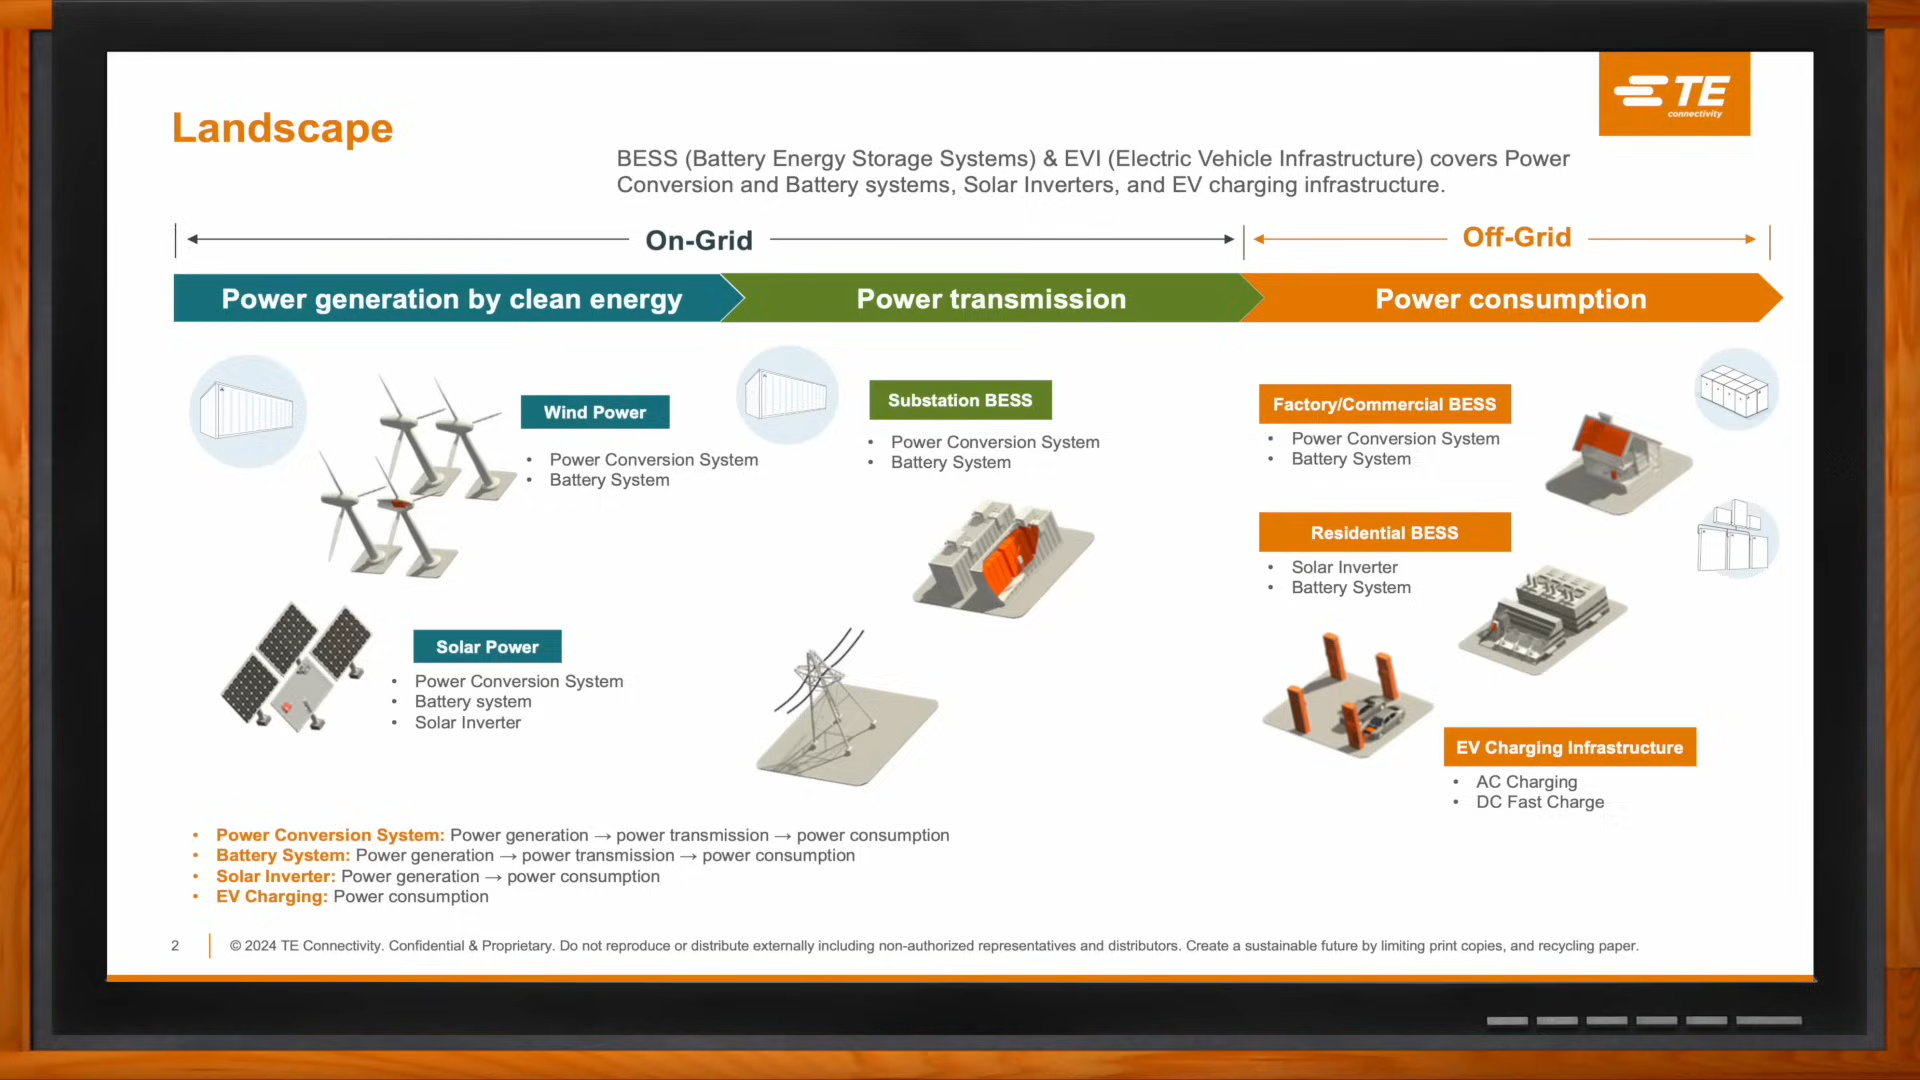 TE
connectivity
Landscape
BESS (Battery Energy Storage Systems) & EVI (Electric Vehicle Infrastructure) covers Power
Conversion and Battery systems, Solar Inverters, and EV charging infrastructure.
On-Grid
Off-Grid
Power generation by clean energy
Power transmission
Power consumption
Wind Power
• Power Conversion System
• Battery System
Solar Power
• Power Conversion System
• Battery system
• Solar Inverter
Substation BESS
• Power Conversion System
• Battery System
Factory/Commercial BESS
• Power Conversion System
• Battery System
Residential BESS
• Solar Inverter
• Battery System
EV Charging Infrastructure
• AC Charging
• DC Fast Charge
• Power Conversion System: Power generation → power transmission → power consumption
• Battery System: Power generation → power transmission → power consumption
• Solar Inverter: Power generation → power consumption
• EV Charging: Power consumption
2
© 2024 TE Connectivity. Confidential & Proprietary. Do not reproduce or distribute externally including non-authorized representatives and distributors. Create a sustainable future by limiting print copies, and recycling paper.